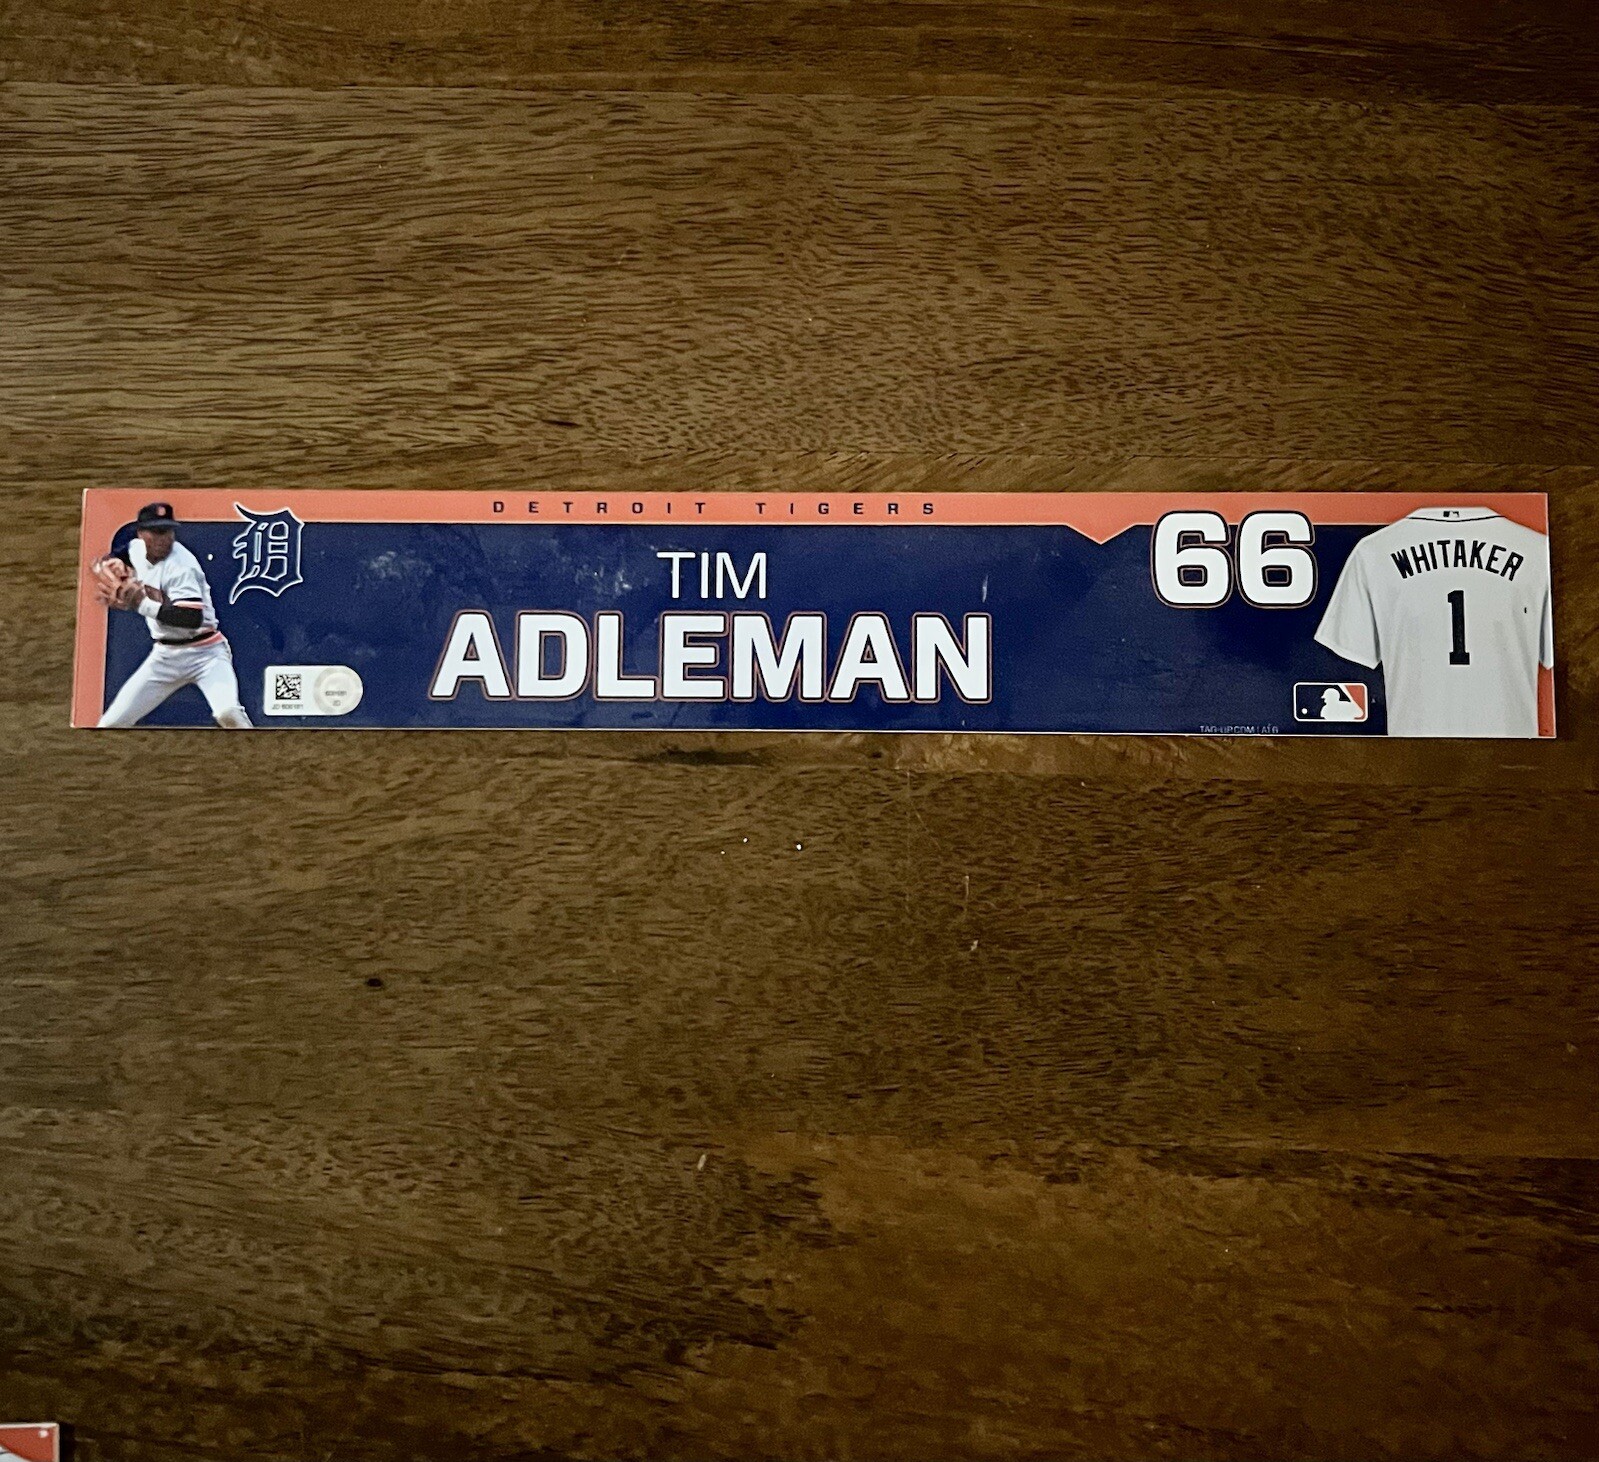 DETROIT TIGERS
TIM
ADLEMAN
66
WHITAKER
1